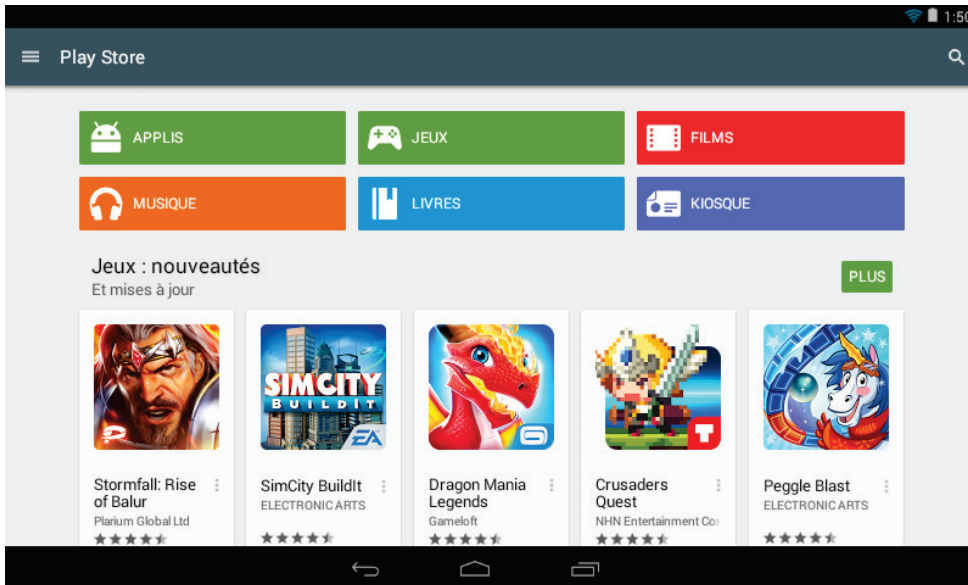 1:50
Play Store
APPLIS
JEUX
FILMS
MUSIQUE
LIVRES
KIOSQUE
Jeux : nouveautés
Et mises à jour
PLUS
SIMCITY
BUILDIT
EA
T
Stormfall: Rise
of Balur
Plarium Global Ltd
SimCity BuildIt
ELECTRONIC ARTS
Dragon Mania
Legends
Gameloft
Crusaders
Quest
NHN Entertainment Cor
Peggle Blast
ELECTRONIC ARTS